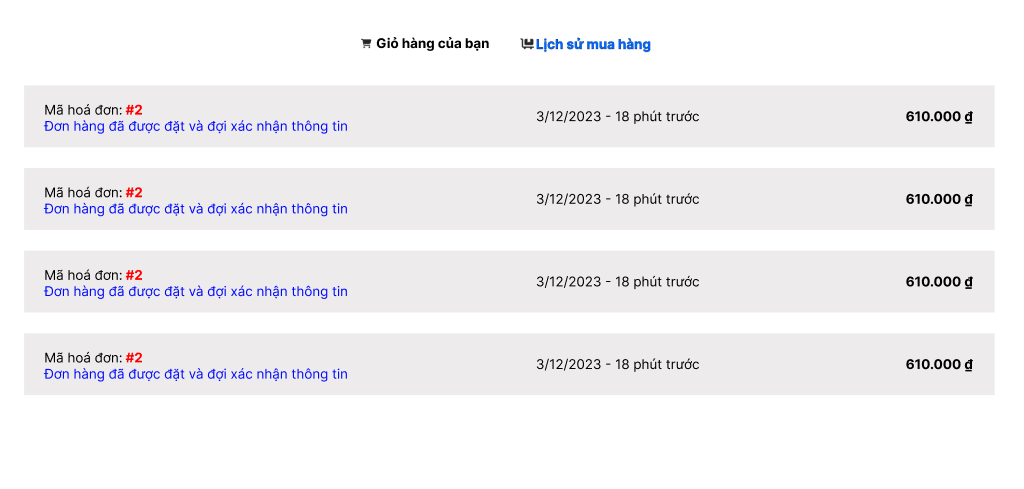 Giỏ hàng của bạn Lịch sử mua hàng
Mã hoá đơn: #2
Đơn hàng đã được đặt và đợi xác nhận thông tin
3/12/2023 - 18 phút trước
610.000 ₫
Mã hoá đơn: #2
Đơn hàng đã được đặt và đợi xác nhận thông tin
3/12/2023 - 18 phút trước
610.000 ₫
Mã hoá đơn: #2
Đơn hàng đã được đặt và đợi xác nhận thông tin
3/12/2023 - 18 phút trước
610.000 ₫
Mã hoá đơn: #2
Đơn hàng đã được đặt và đợi xác nhận thông tin
3/12/2023 - 18 phút trước
610.000 ₫